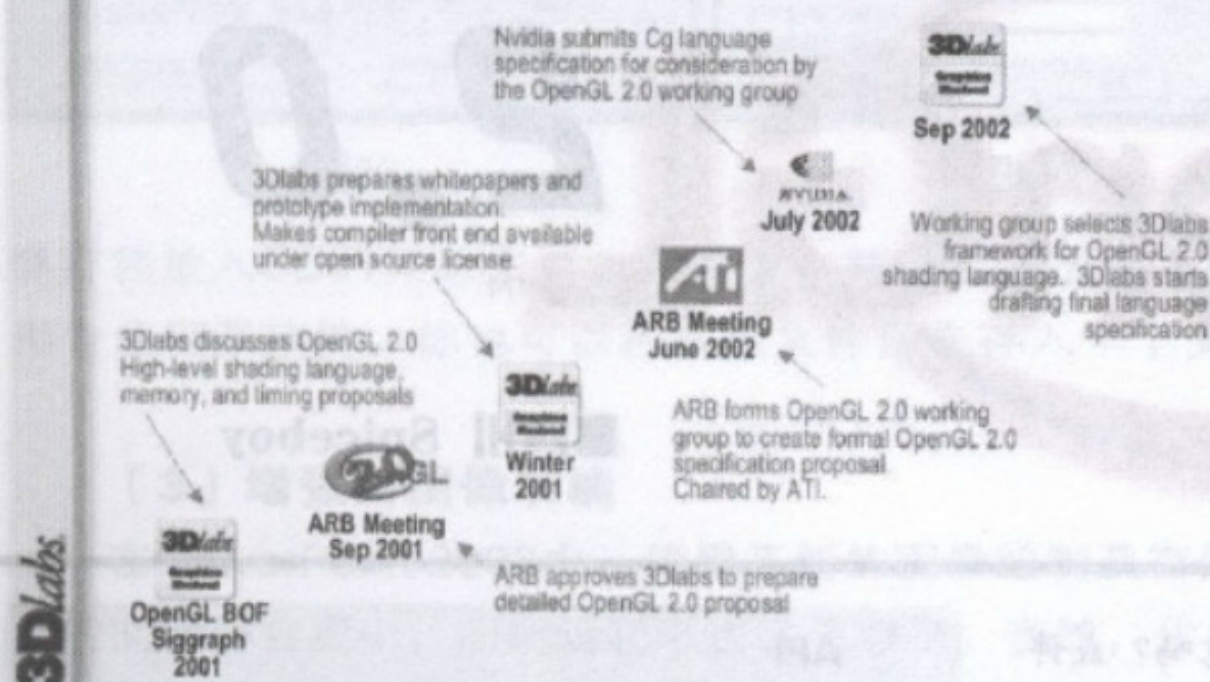 Nvidia submits Cg language
specification for consideration by
the OpenGL 2.0 working group
3Dlabs
Sep 2002
3Dlabs prepares whitepapers and
prototype implementation.
Makes compiler front end available
under open source license.
NVIDIA
July 2002
Working group selects 3Dlabs
framework for OpenGL 2.0
shading language. 3Dlabs starts
drafting final language
specification
ATI
ARB Meeting
June 2002
3Dlabs discusses OpenGL 2.0
High-level shading language,
memory, and timing proposals
3Dlabs
Winter
2001
ARB forms OpenGL 2.0 working
group to create formal OpenGL 2.0
specification proposal.
Chaired by ATI.
GL
ARB Meeting
Sep 2001
3Dlabs
OpenGL BOF
Siggraph
2001
ARB approves 3Dlabs to prepare
detailed OpenGL 2.0 proposal
3Dlabs